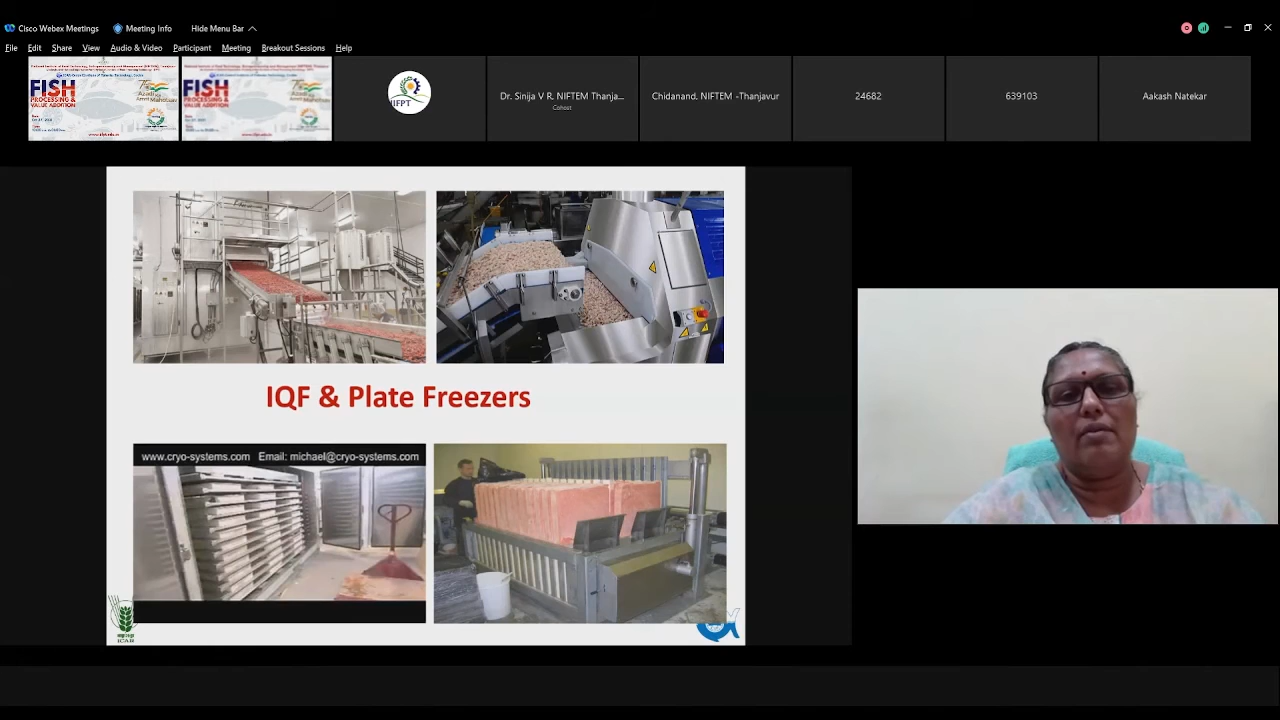 Cisco Webex Meetings
Meeting Info
Hide Menu Bar
File Edit Share View Audio & Video Participant Meeting Breakout Sessions Help
FISH
PROCESSING &
VALUE ADDITION
FISH
PROCESSING &
VALUE ADDITION
IIFPT
Dr. Sinija V R. NIFTEM Thanja...
Cohost
Chidanand. NIFTEM -Thanjavur
24682
639103
Aakash Natekar
IQF & Plate Freezers
www.cryo-systems.com Email: michael@cryo-systems.com
ICAR